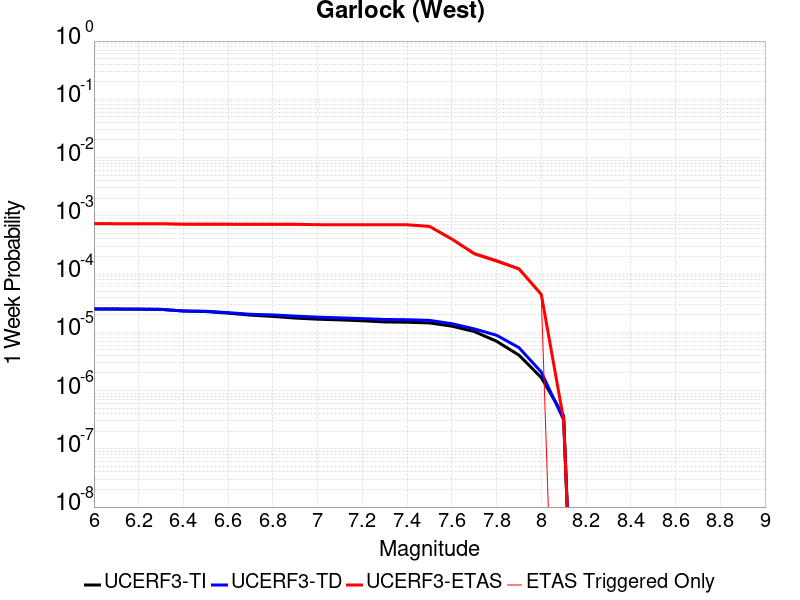 Garlock (West)
10^0
10^-1
10^-2
10^-3
10^-4
10^-5
10^-6
10^-7
10^-8
1 Week Probability
6 6.2 6.4 6.6 6.8 7 7.2 7.4 7.6 7.8 8 8.2 8.4 8.6 8.8 9
Magnitude
UCERF3-TI UCERF3-TD UCERF3-ETAS ETAS Triggered Only